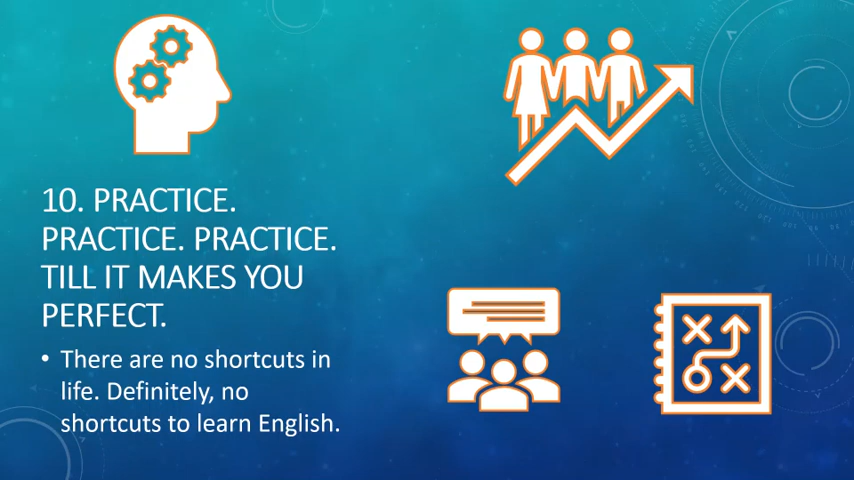 10. PRACTICE.
PRACTICE. PRACTICE.
TILL IT MAKES YOU
PERFECT.
• There are no shortcuts in
life. Definitely, no
shortcuts to learn English.